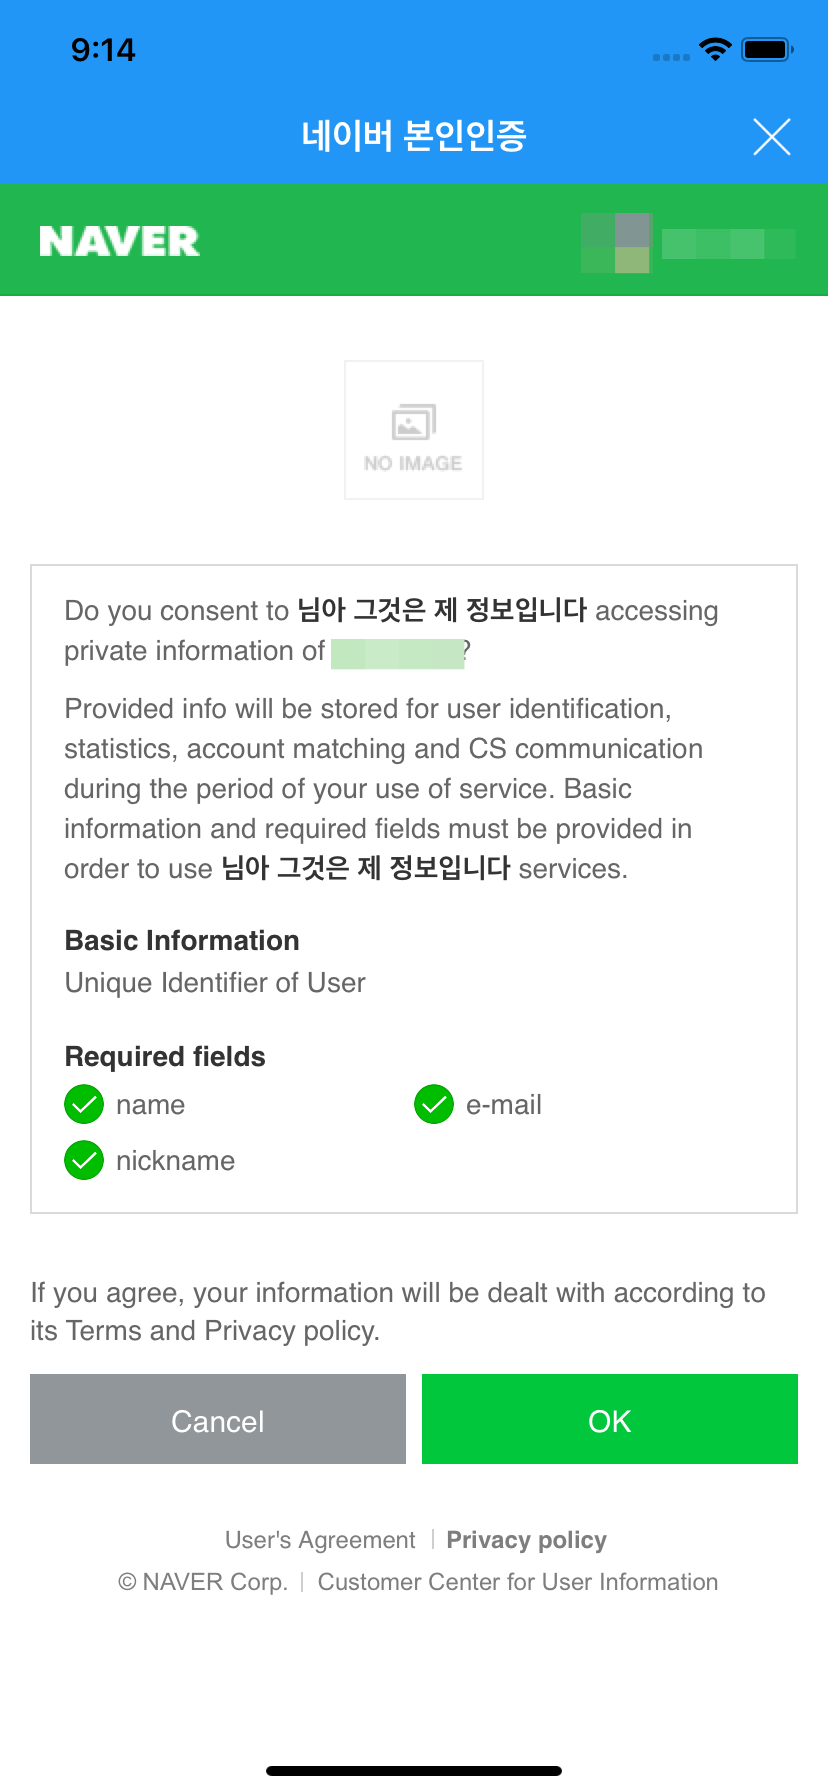 9:14
네이버 본인인증
NAVER
NO IMAGE
Do you consent to 님아 그것은 제 정보입니다 accessing
private information of ?
Provided info will be stored for user identification,
statistics, account matching and CS communication
during the period of your use of service. Basic
information and required fields must be provided in
order to use 님아 그것은 제 정보입니다 services.
Basic Information
Unique Identifier of User
Required fields
name e-mail
nickname
If you agree, your information will be dealt with according to
its Terms and Privacy policy.
Cancel OK
User's Agreement | Privacy policy
© NAVER Corp. | Customer Center for User Information